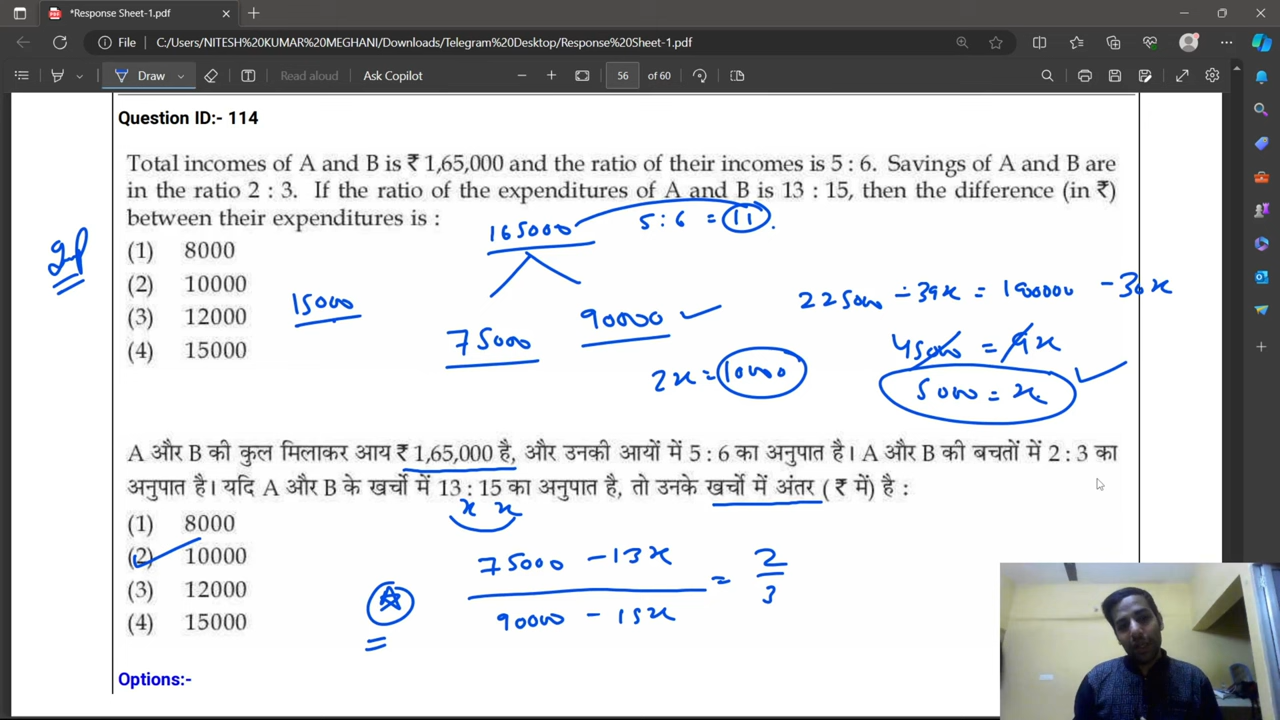 *Response Sheet-1.pdf
File C:/Users/NITESH%20KUMAR%20MEGHANI/Downloads/Telegram%20Desktop/Response%20Sheet-1.pdf
Draw Read aloud Ask Copilot 56 of 60
Question ID:- 114
Total incomes of A and B is ₹ 1,65,000 and the ratio of their incomes is 5 : 6. Savings of A and B are
in the ratio 2 : 3. If the ratio of the expenditures of A and B is 13 : 15, then the difference (in ₹)
between their expenditures is :
165000 5:6 = 11
(1) 8000
(2) 10000
(3) 12000
(4) 15000
15000
75000
90000
2x = 10000
225000 - 39x = 180000 - 30x
45000 = 9x
5000 = x
A और B की कुल मिलाकर आय ₹ 1,65,000 है, और उनकी आयों में 5 : 6 का अनुपात है। A और B की बचतों में 2 : 3 का
अनुपात है। यदि A और B के खर्चो में 13 : 15 का अनुपात है, तो उनके खर्चो में अंतर (₹ में) है :
x x
(1) 8000
(2) 10000
(3) 12000
(4) 15000
75000 - 13x
90000 - 15x
= 2
3
Options:-